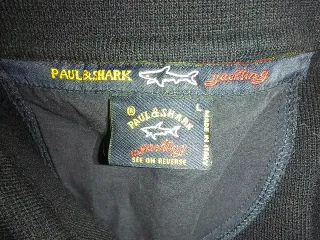 PAUL&SHARK yachting
® PAUL&SHARK
L
yachting
SEE ON REVERSE
MADE IN ITALY